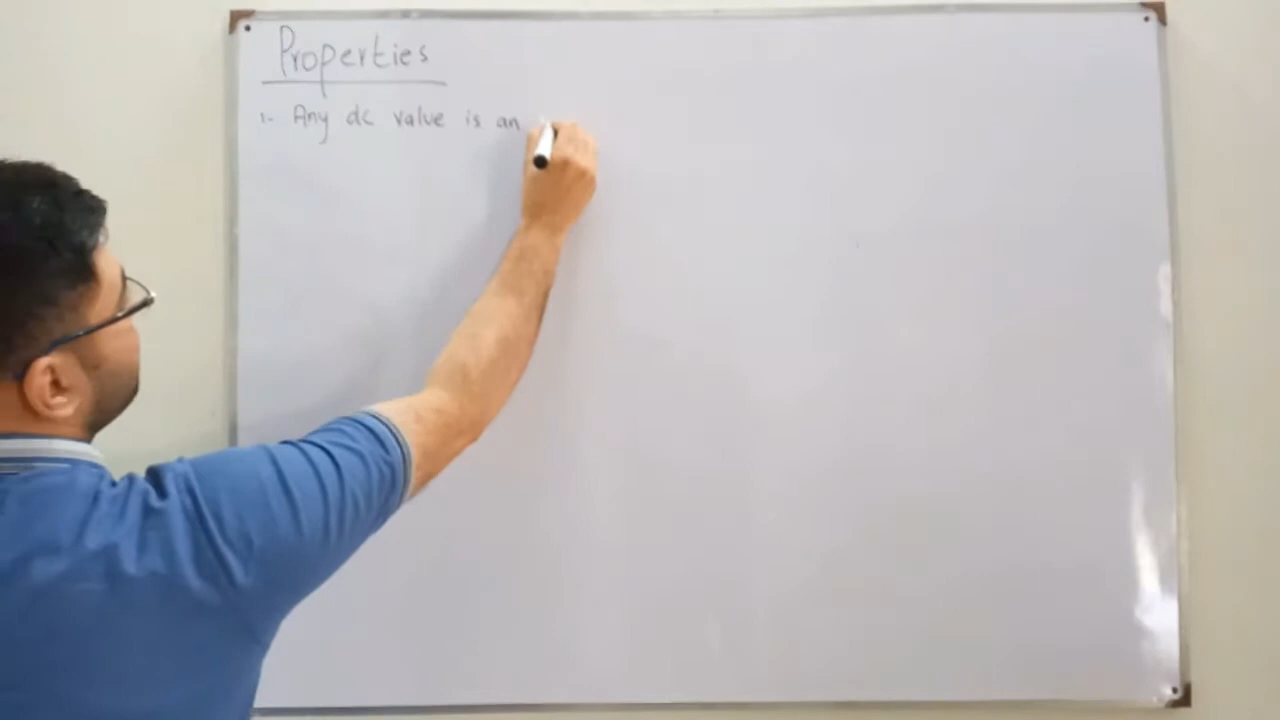 Properties
1- Any dc value is an